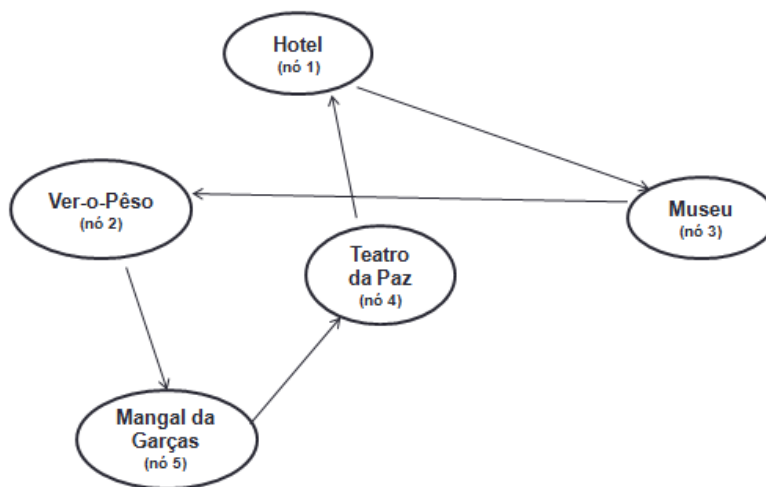 Hotel
(nó 1)
Ver-o-Pêso
(nó 2)
Museu
(nó 3)
Teatro
da Paz
(nó 4)
Mangal da
Garças
(nó 5)